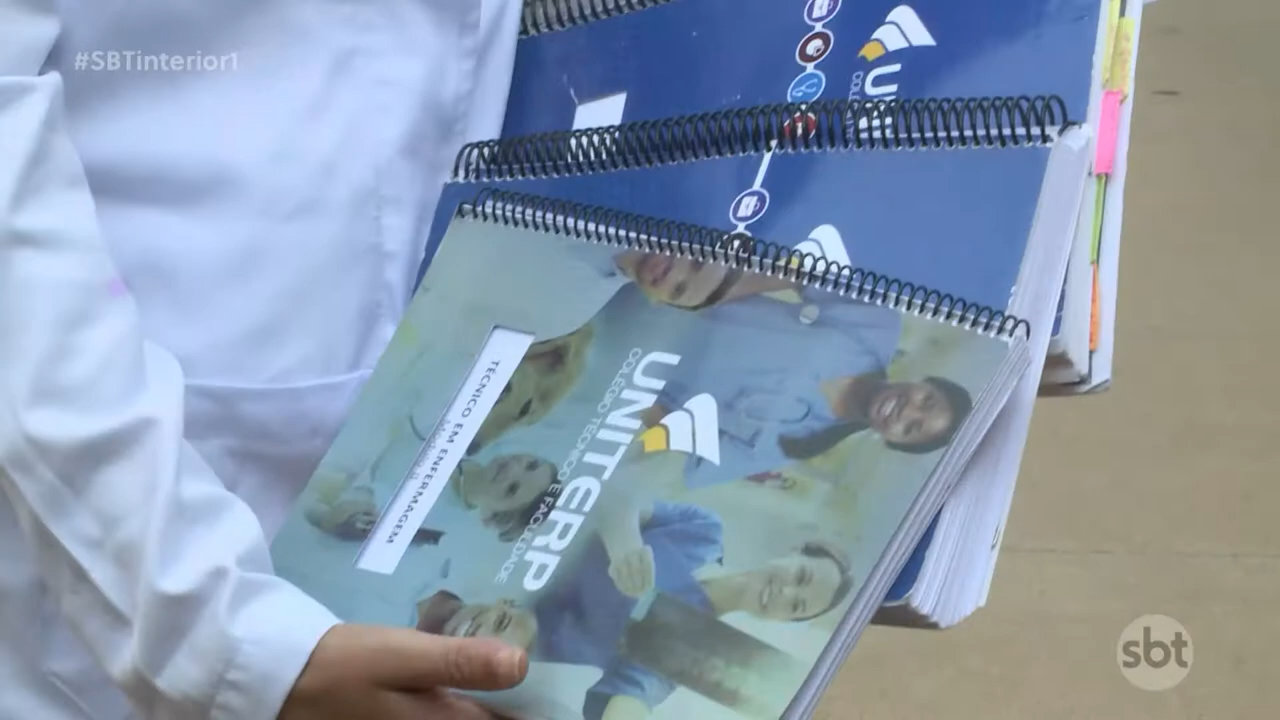 #SBTinterior1
UNITERP
COLÉGIO TÉCNICO E FACULDADE
TÉCNICO EM ENFERMAGEM
sbt